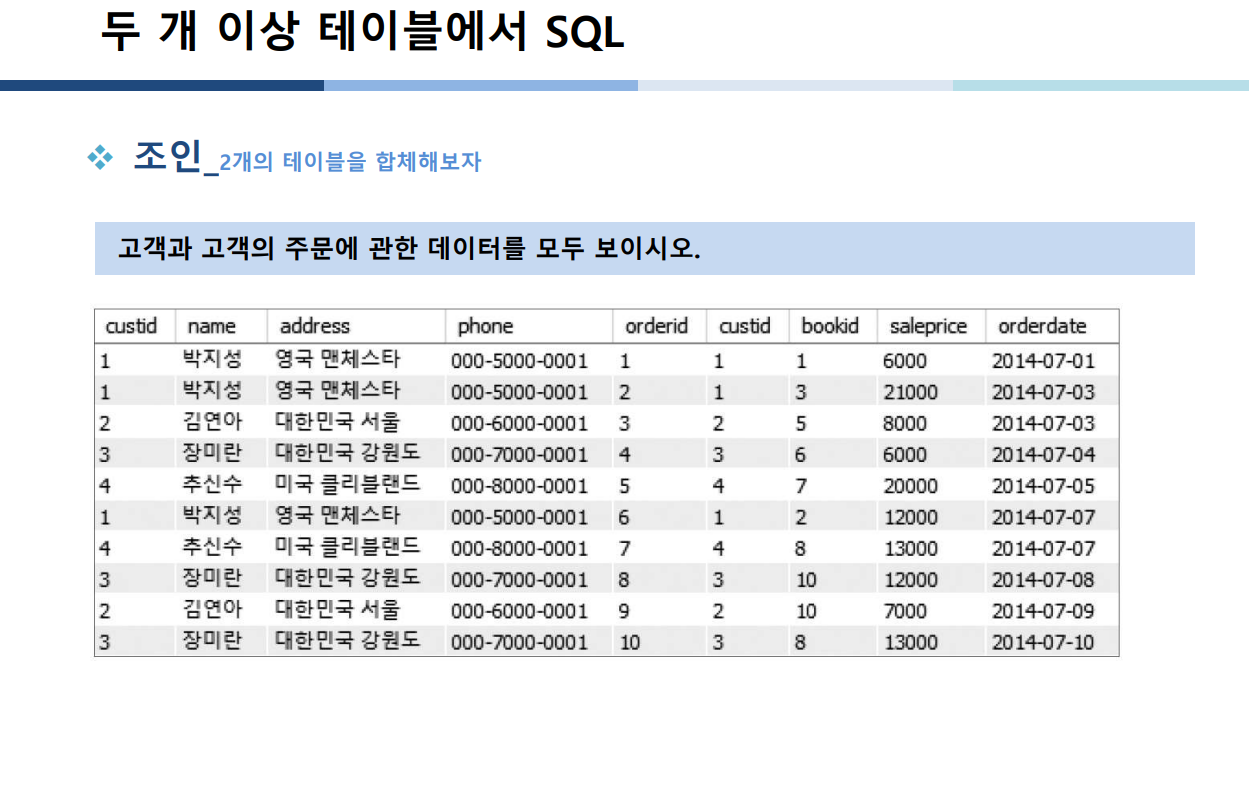 두 개 이상 테이블에서 SQL
조인_2개의 테이블을 합체해보자
고객과 고객의 주문에 관한 데이터를 모두 보이시오.
custid name address phone orderid custid bookid saleprice orderdate
1 박지성 영국 맨체스타 000-5000-0001 1 1 1 6000 2014-07-01
1 박지성 영국 맨체스타 000-5000-0001 2 1 3 21000 2014-07-03
2 김연아 대한민국 서울 000-6000-0001 3 2 5 8000 2014-07-03
3 장미란 대한민국 강원도 000-7000-0001 4 3 6 6000 2014-07-04
4 추신수 미국 클리블랜드 000-8000-0001 5 4 7 20000 2014-07-05
1 박지성 영국 맨체스타 000-5000-0001 6 1 2 12000 2014-07-07
4 추신수 미국 클리블랜드 000-8000-0001 7 4 8 13000 2014-07-07
3 장미란 대한민국 강원도 000-7000-0001 8 3 10 12000 2014-07-08
2 김연아 대한민국 서울 000-6000-0001 9 2 10 7000 2014-07-09
3 장미란 대한민국 강원도 000-7000-0001 10 3 8 13000 2014-07-10